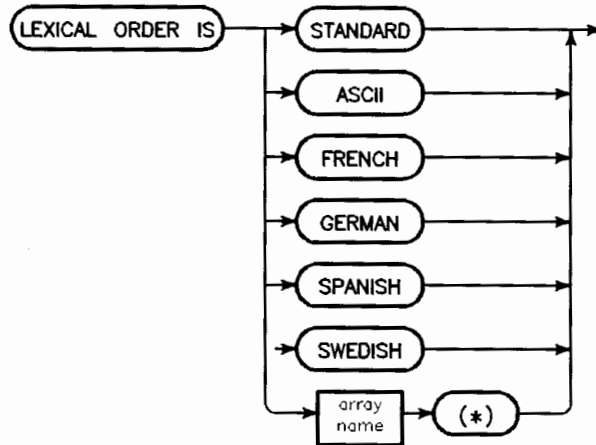 LEXICAL ORDER IS
STANDARD
ASCII
FRENCH
GERMAN
SPANISH
SWEDISH
array
name
(*)